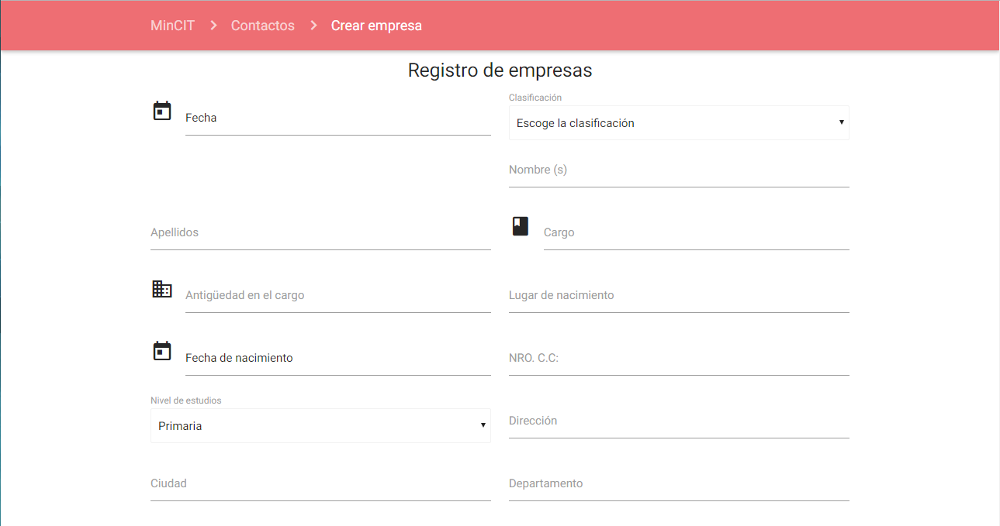 MinCIT > Contactos > Crear empresa
Registro de empresas
Fecha
Clasificación
Escoge la clasificación
Nombre (s)
Apellidos
Cargo
Antigüedad en el cargo
Lugar de nacimiento
Fecha de nacimiento
NRO. C.C:
Nivel de estudios
Primaria
Dirección
Ciudad
Departamento